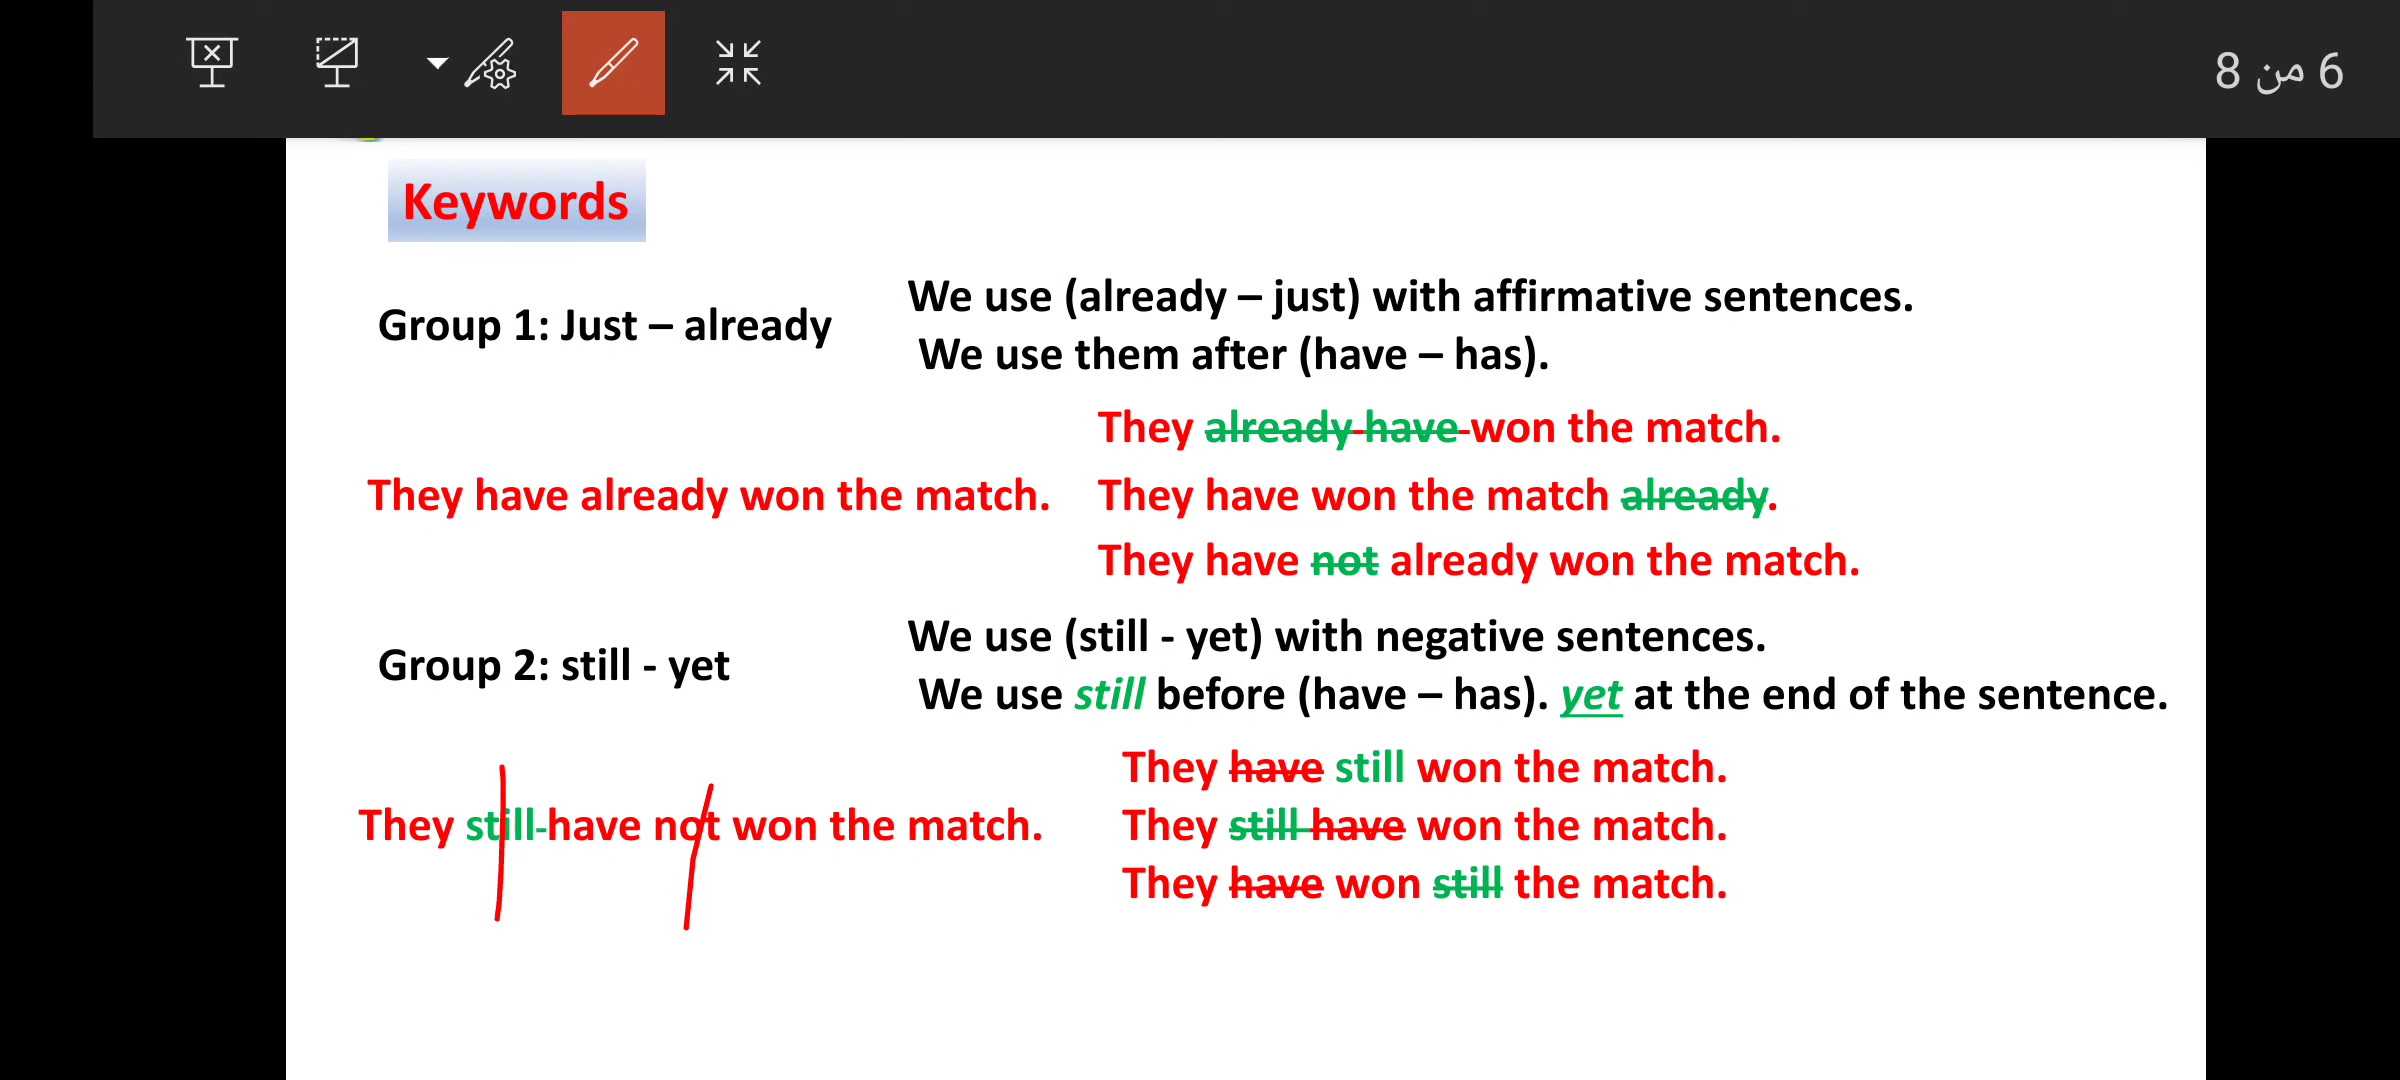 6 من 8
Keywords
Group 1: Just – already
We use (already – just) with affirmative sentences.
We use them after (have – has).
They already have won the match.
They have already won the match.
They have won the match already.
They have not already won the match.
Group 2: still - yet
We use (still - yet) with negative sentences.
We use still before (have – has). yet at the end of the sentence.
They have still won the match.
They still have not won the match.
They still have won the match.
They have won still the match.